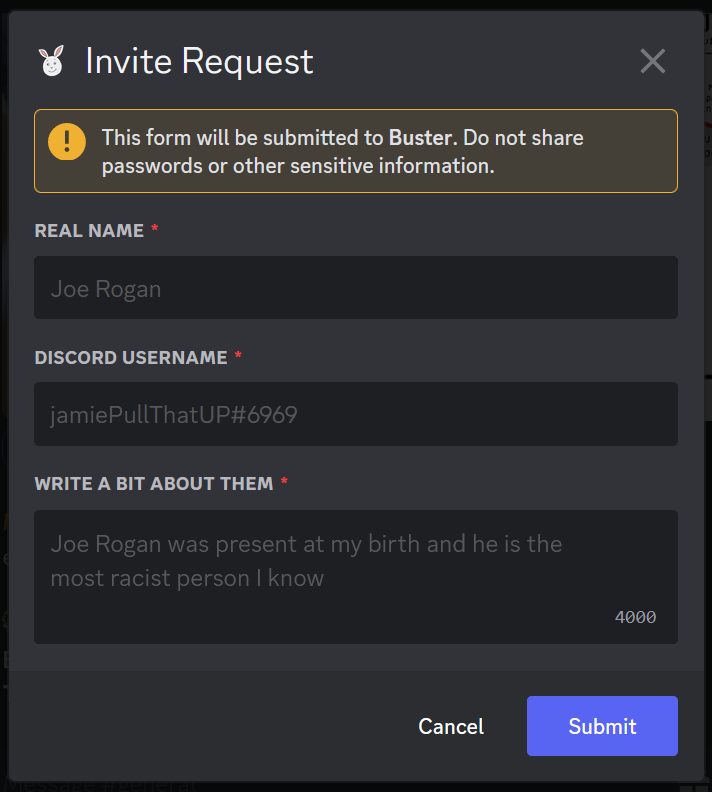 Invite Request
This form will be submitted to Buster. Do not share
passwords or other sensitive information.
REAL NAME *
Joe Rogan
DISCORD USERNAME *
jamiePullThatUP#6969
WRITE A BIT ABOUT THEM *
Joe Rogan was present at my birth and he is the
most racist person I know
4000
Cancel
Submit